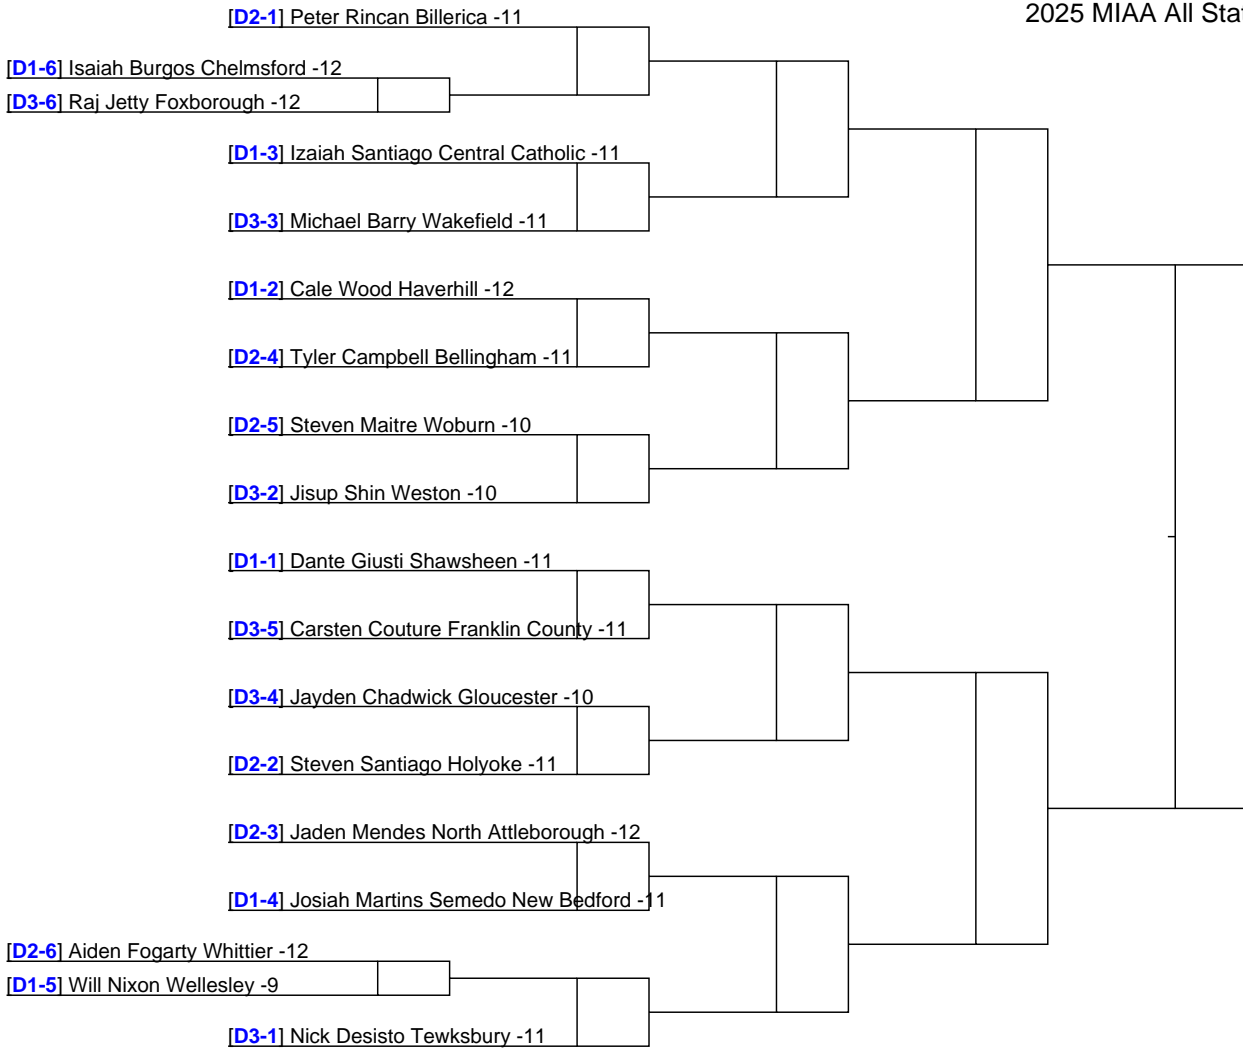 2025 MIAA All Sta
[D2-1] Peter Rincan Billerica -11
[D1-6] Isaiah Burgos Chelmsford -12
[D3-6] Raj Jetty Foxborough -12
[D1-3] Izaiah Santiago Central Catholic -11
[D3-3] Michael Barry Wakefield -11
[D1-2] Cale Wood Haverhill -12
[D2-4] Tyler Campbell Bellingham -11
[D2-5] Steven Maitre Woburn -10
[D3-2] Jisup Shin Weston -10
[D1-1] Dante Giusti Shawsheen -11
[D3-5] Carsten Couture Franklin County -11
[D3-4] Jayden Chadwick Gloucester -10
[D2-2] Steven Santiago Holyoke -11
[D2-3] Jaden Mendes North Attleborough -12
[D1-4] Josiah Martins Semedo New Bedford -11
[D2-6] Aiden Fogarty Whittier -12
[D1-5] Will Nixon Wellesley -9
[D3-1] Nick Desisto Tewksbury -11